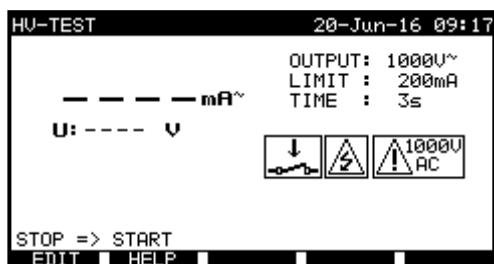 HV-TEST 20-Jun-16 09:17
OUTPUT: 1000V~
LIMIT : 200mA
TIME : 3s
– – – – mA~
U: ---- V
1000V
AC
STOP => START
EDIT HELP